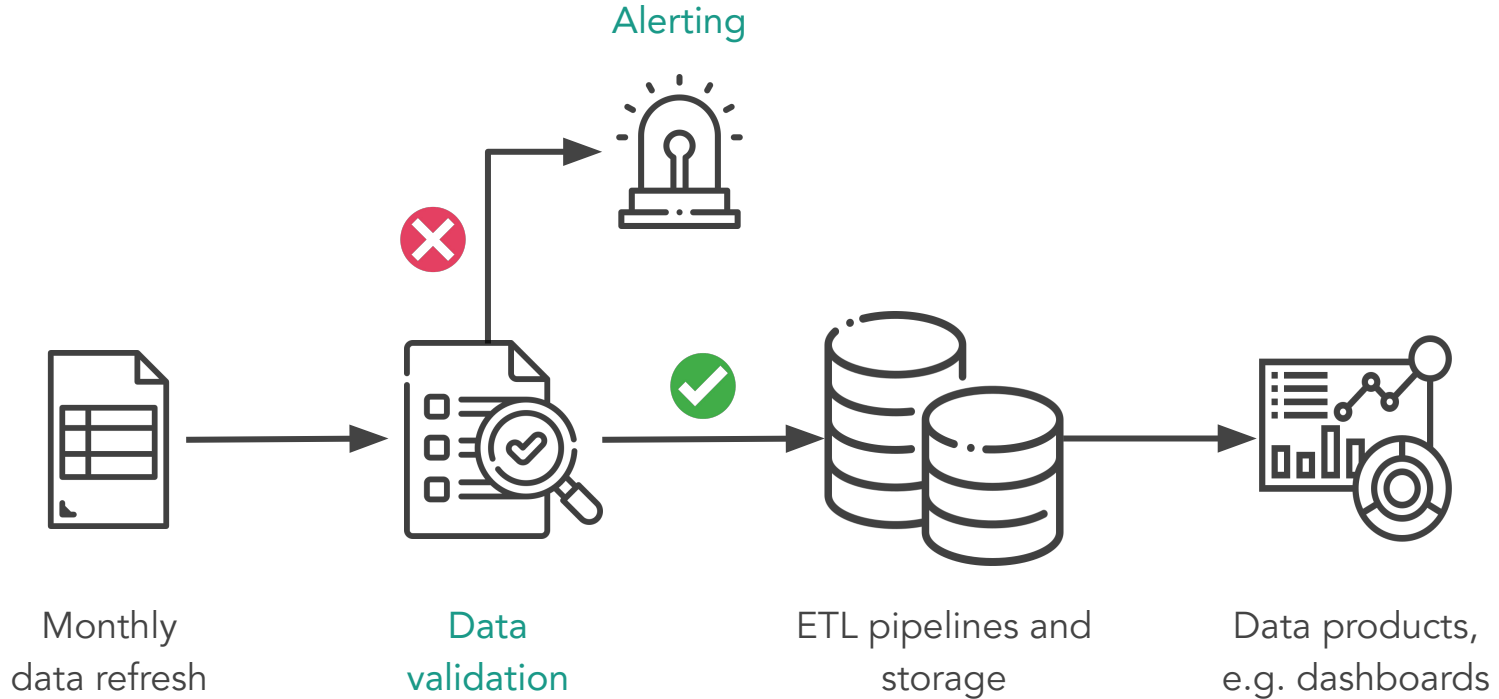 Alerting
Monthly
data refresh
Data
validation
ETL pipelines and
storage
Data products,
e.g. dashboards